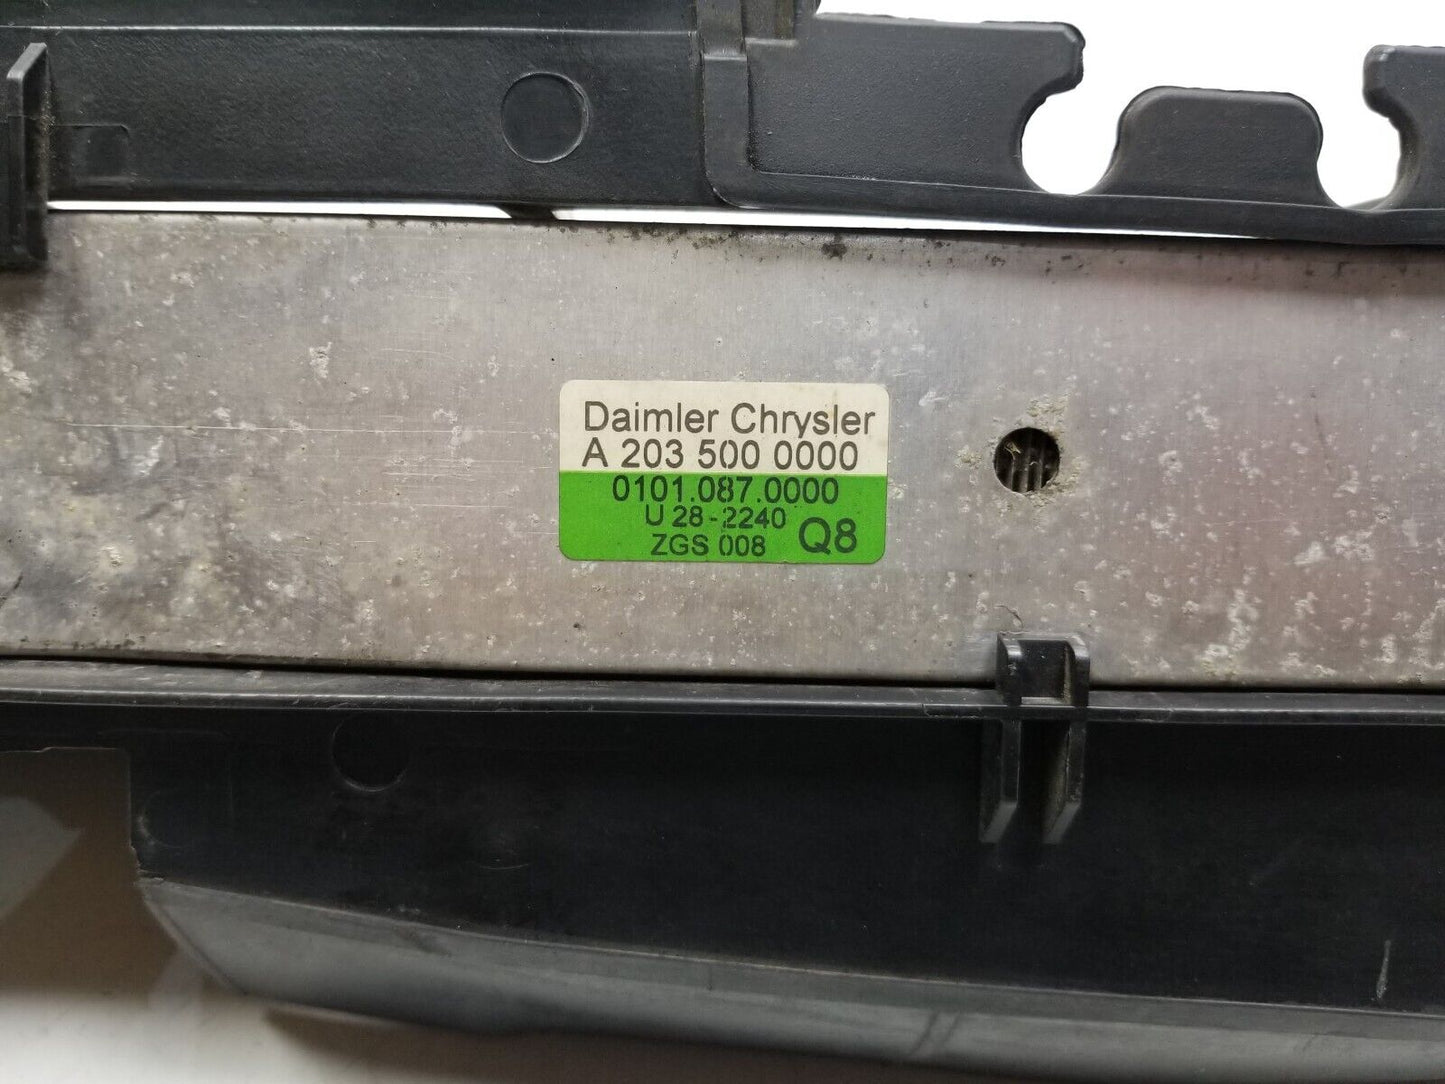 Daimler Chrysler
A 203 500 0000
0101.087.0000
U 28-2240
ZGS 008 Q8